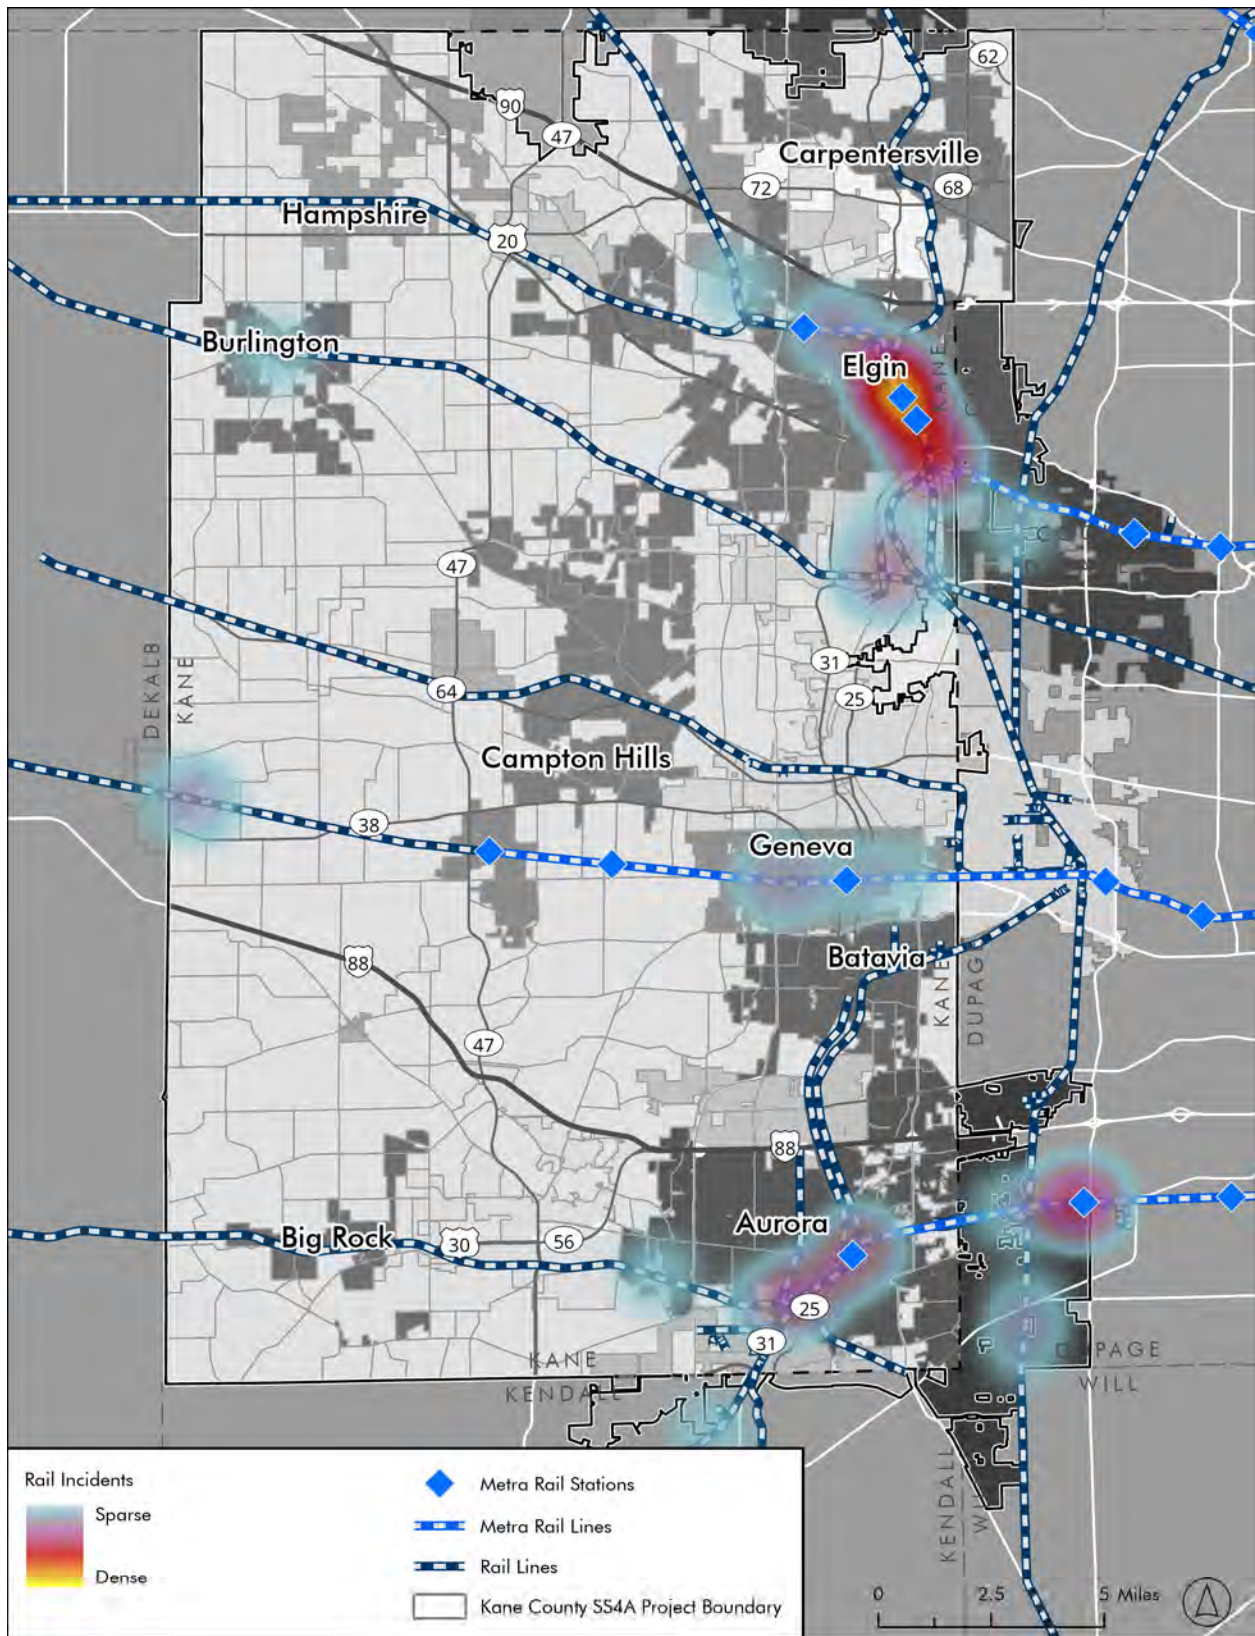 62
90
47
Carpentersville
72
68
Hampshire
20
Burlington
Elgin
KANE
47
31
25
DEKALB
KANE
64
Campton Hills
38
Geneva
Batavia
88
KANE
DUPAGE
47
88
Aurora
Big Rock
30
56
25
31
KANE
KENDALL
DUPAGE
WILL
KENDALL
Rail Incidents
Sparse
Dense
Metra Rail Stations
Metra Rail Lines
Rail Lines
Kane County SS4A Project Boundary
0 2.5 5 Miles